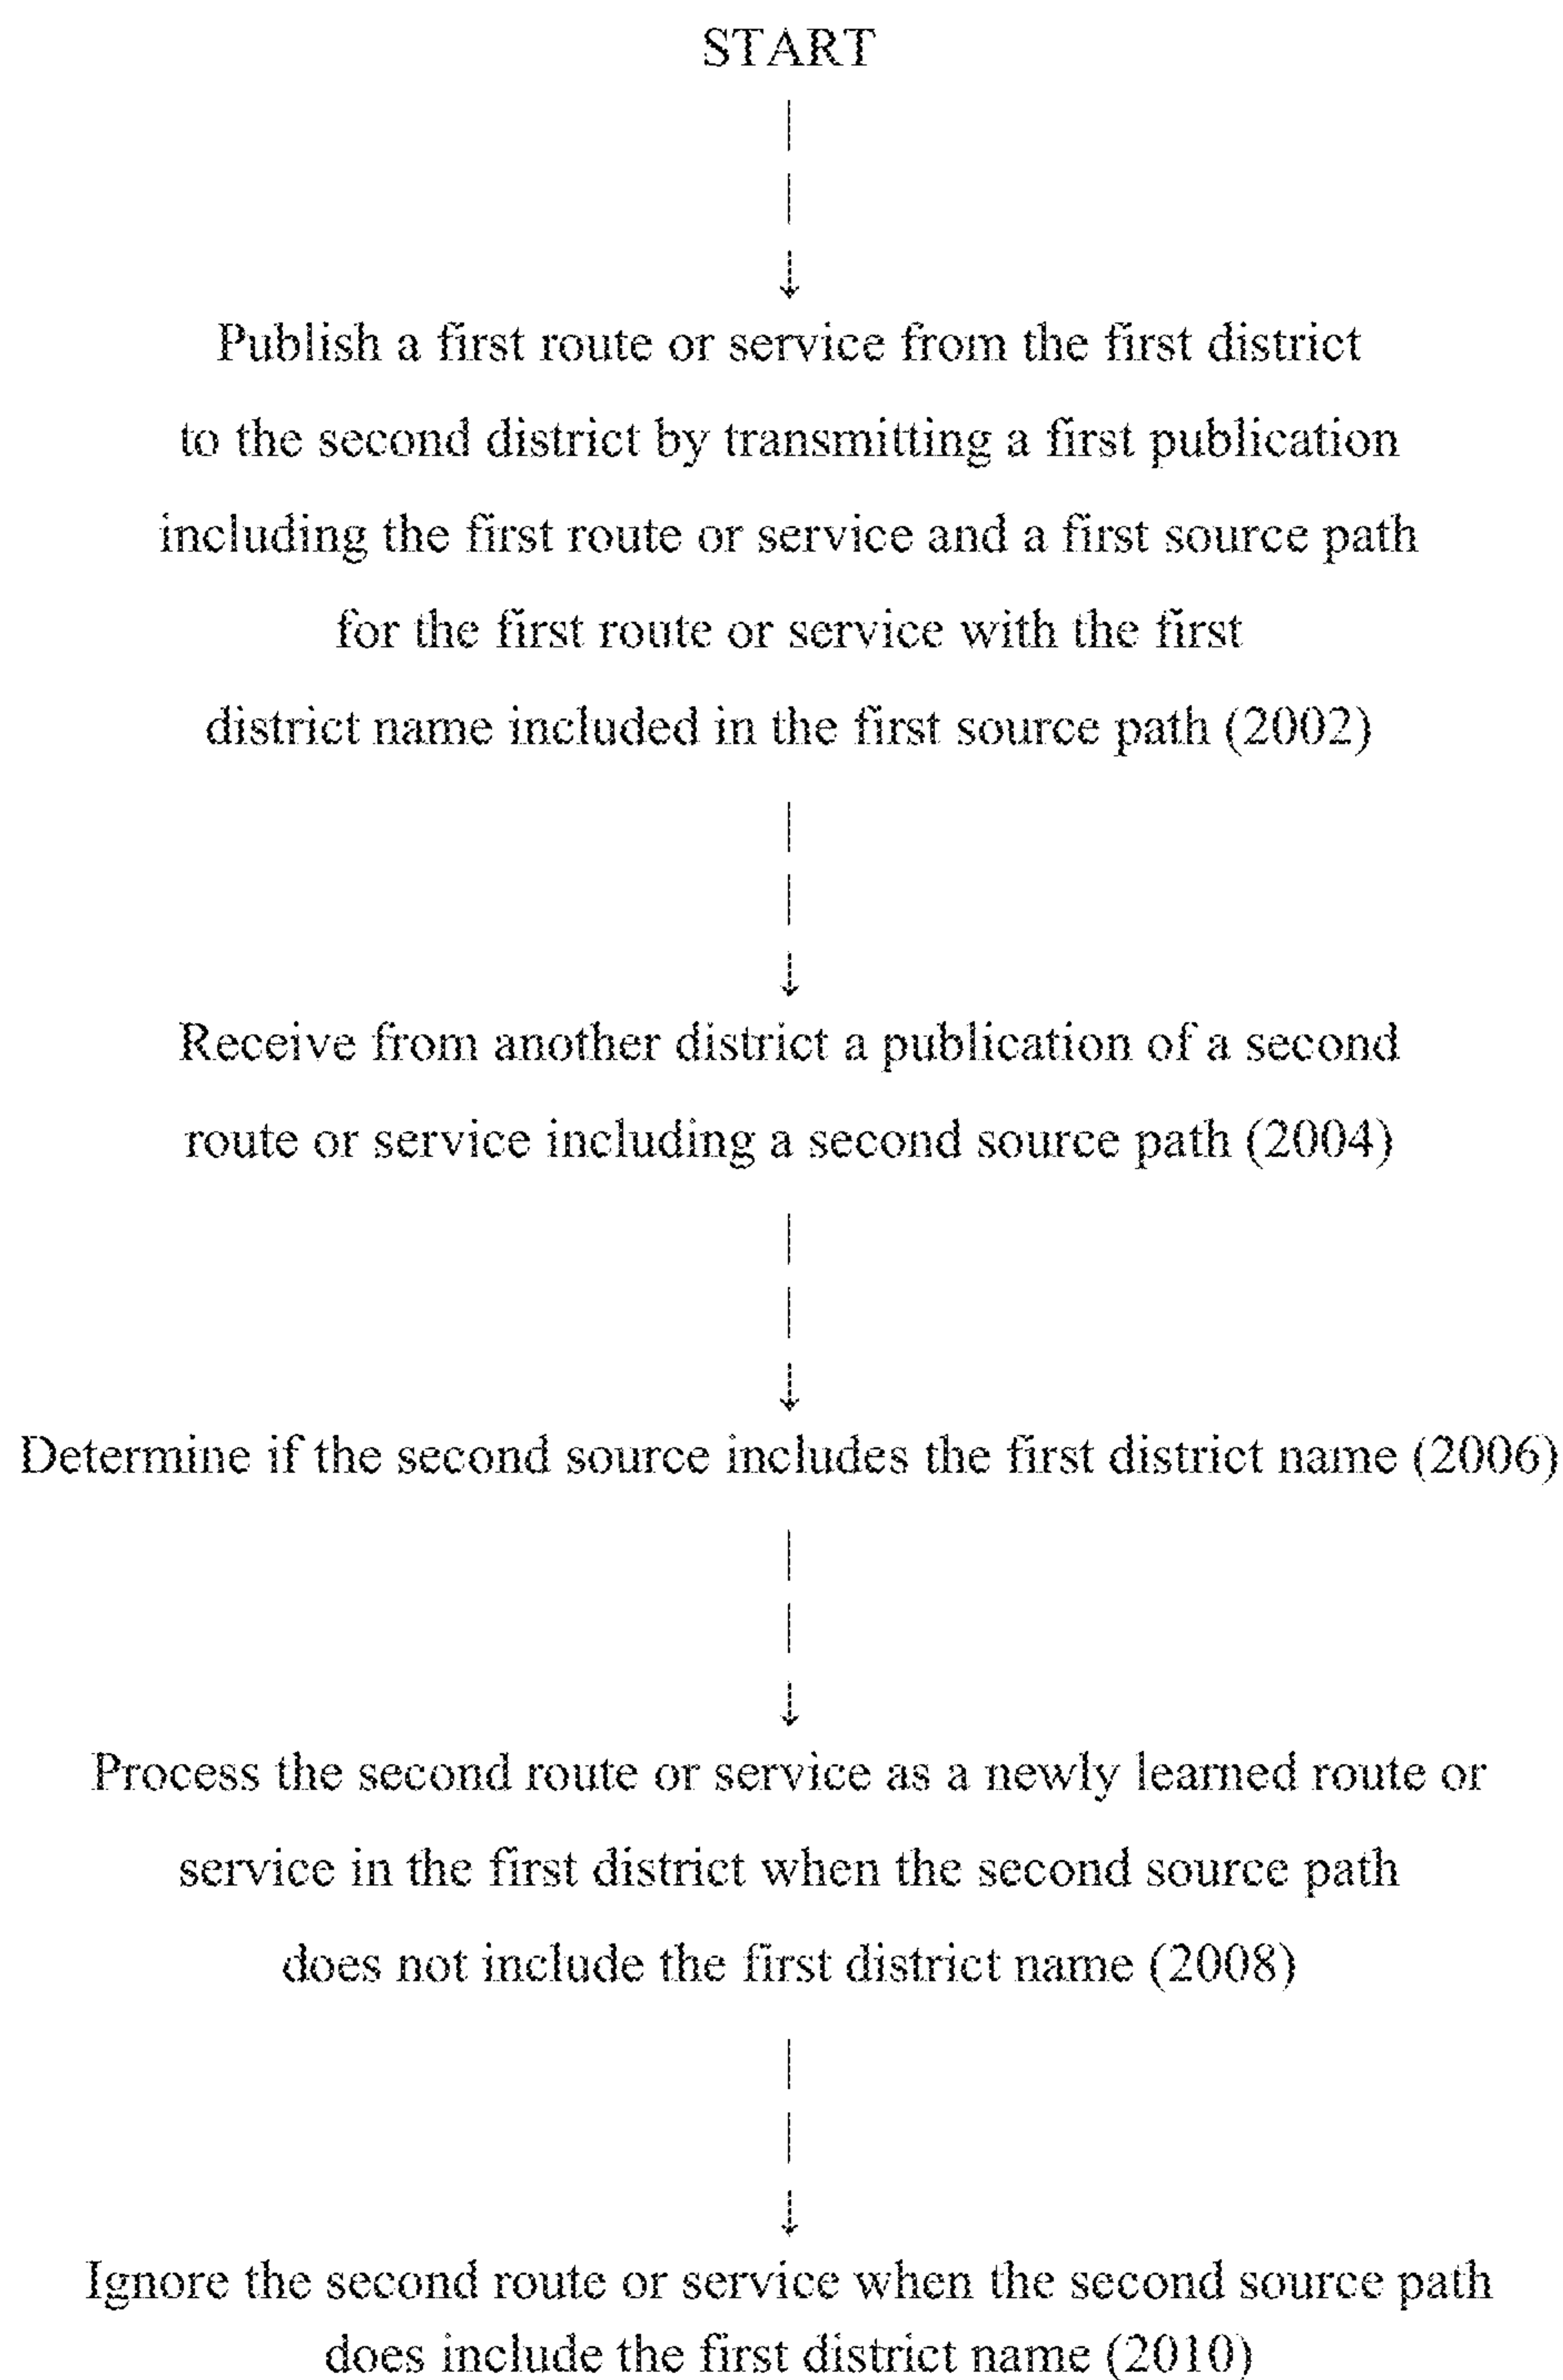 START
Publish a first route or service from the first district
to the second district by transmitting a first publication
including the first route or service and a first source path
for the first route or service with the first
district name included in the first source path (2002)
Receive from another district a publication of a second
route or service including a second source path (2004)
Determine if the second source includes the first district name (2006)
Process the second route or service as a newly learned route or
service in the first district when the second source path
does not include the first district name (2008)
Ignore the second route or service when the second source path
does include the first district name (2010)